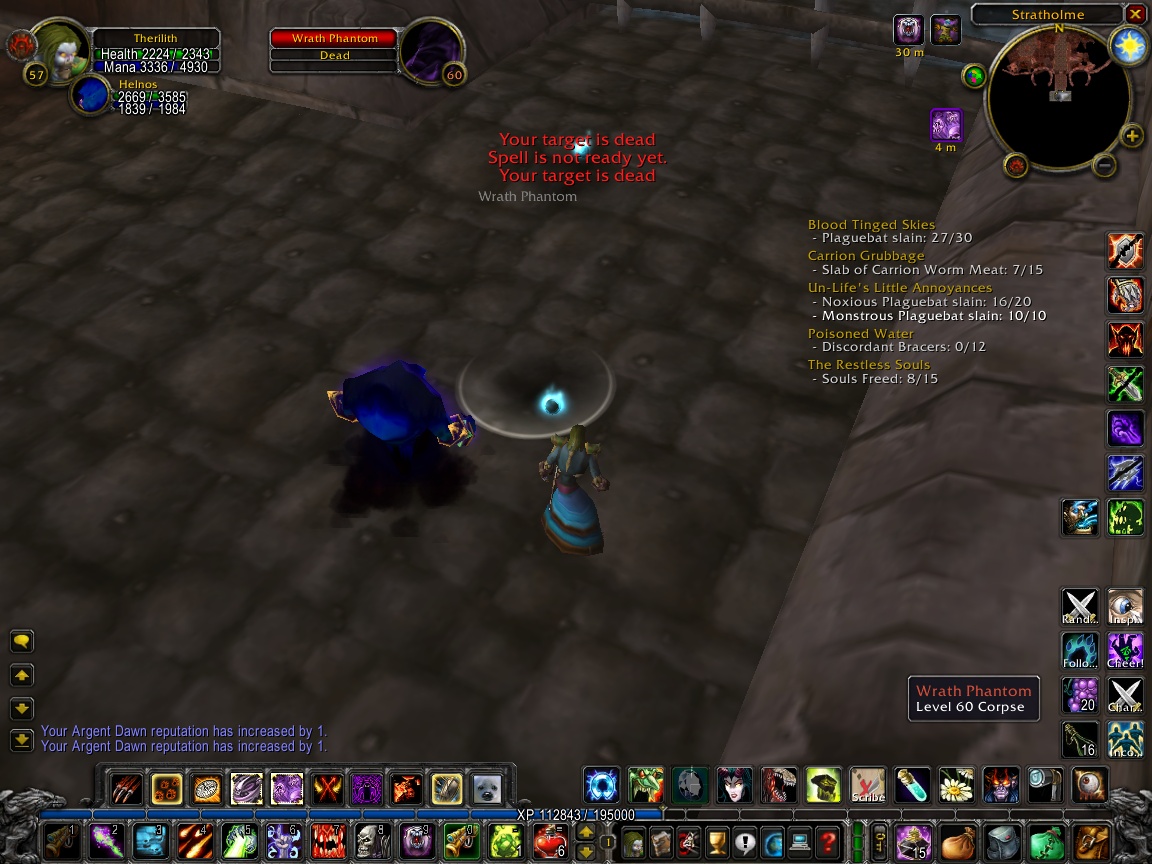 Therilith
Health 2224 / 2343
Mana 3336 / 4930
57
Helnos
2669 / 3585
1839 / 1984
Wrath Phantom
Dead
60
30 m
Stratholme
N
4 m
Your target is dead
Spell is not ready yet.
Your target is dead
Wrath Phantom
Blood Tinged Skies
- Plaguebat slain: 27/30
Carrion Grubbage
- Slab of Carrion Worm Meat: 7/15
Un-Life's Little Annoyances
- Noxious Plaguebat slain: 16/20
- Monstrous Plaguebat slain: 10/10
Poisoned Water
- Discordant Bracers: 0/12
The Restless Souls
- Souls Freed: 8/15
Rand.. Insp..
Follo.. Cheer!
20 Char..
16 Inco..
Wrath Phantom
Level 60 Corpse
Your Argent Dawn reputation has increased by 1.
Your Argent Dawn reputation has increased by 1.
Scribe
XP 112843 / 195000
1 2 3 4 5 6 7 8 9 0 - =
6
1
15